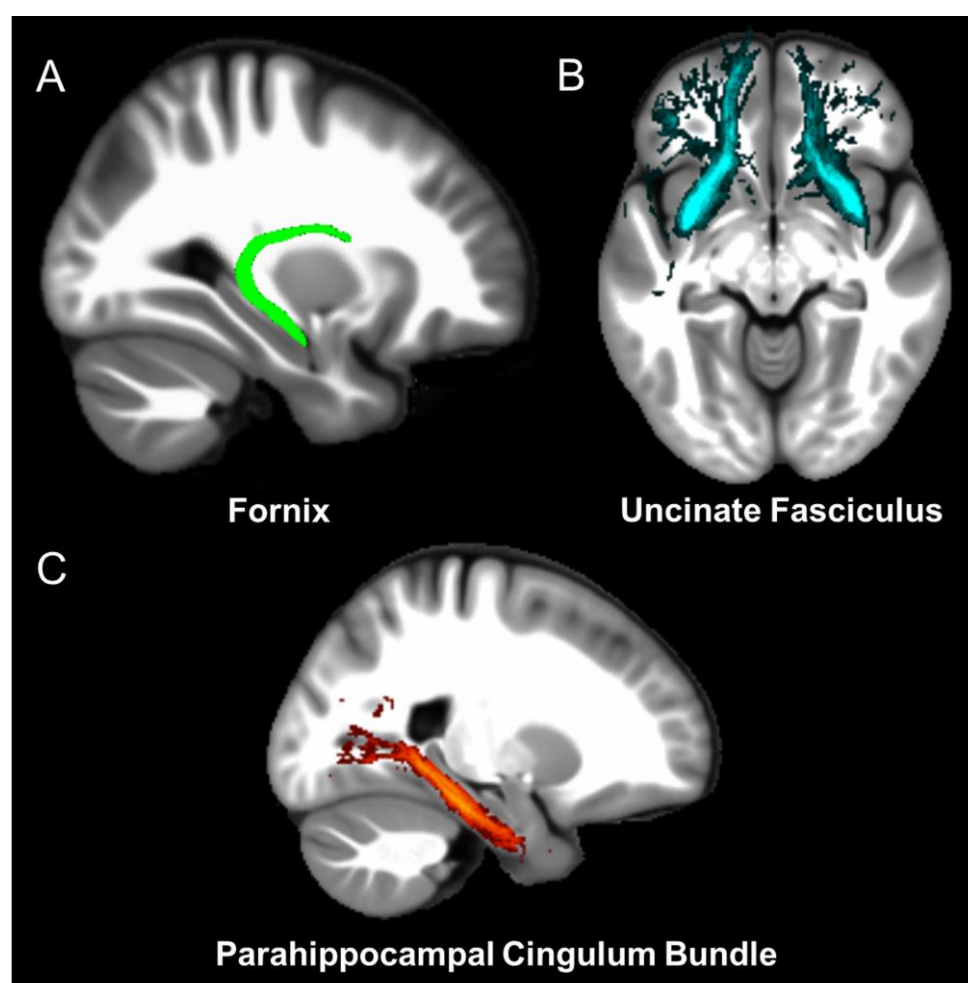 A
B
Fornix
Uncinate Fasciculus
C
Parahippocampal Cingulum Bundle